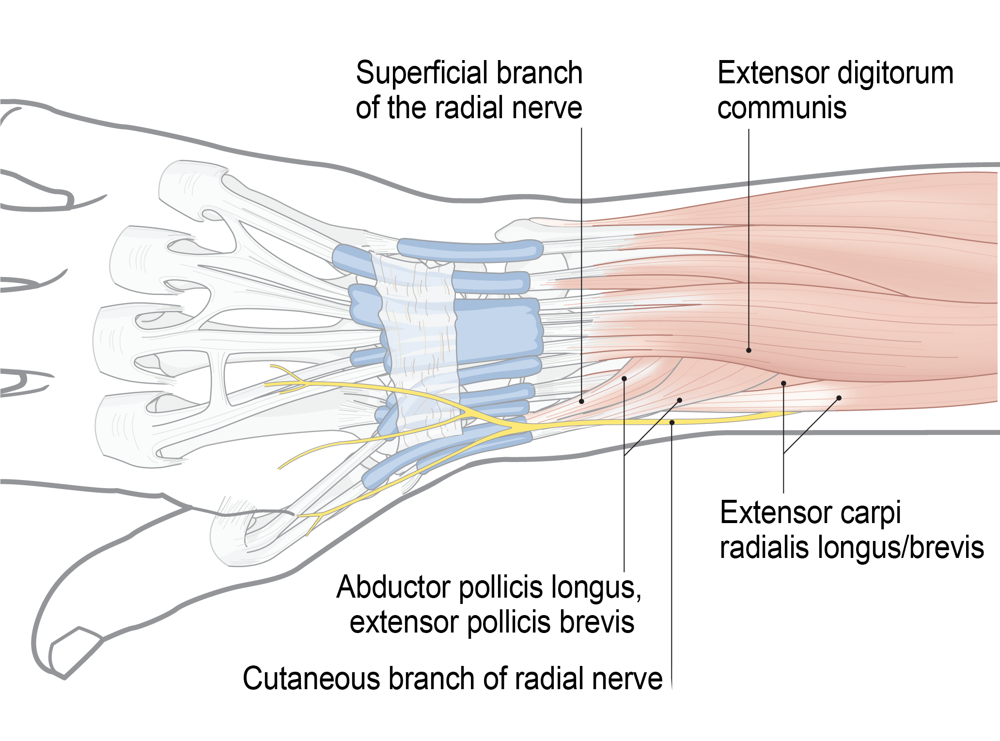 Superficial branch
of the radial nerve
Extensor digitorum
communis
Extensor carpi
radialis longus/brevis
Abductor pollicis longus,
extensor pollicis brevis
Cutaneous branch of radial nerve